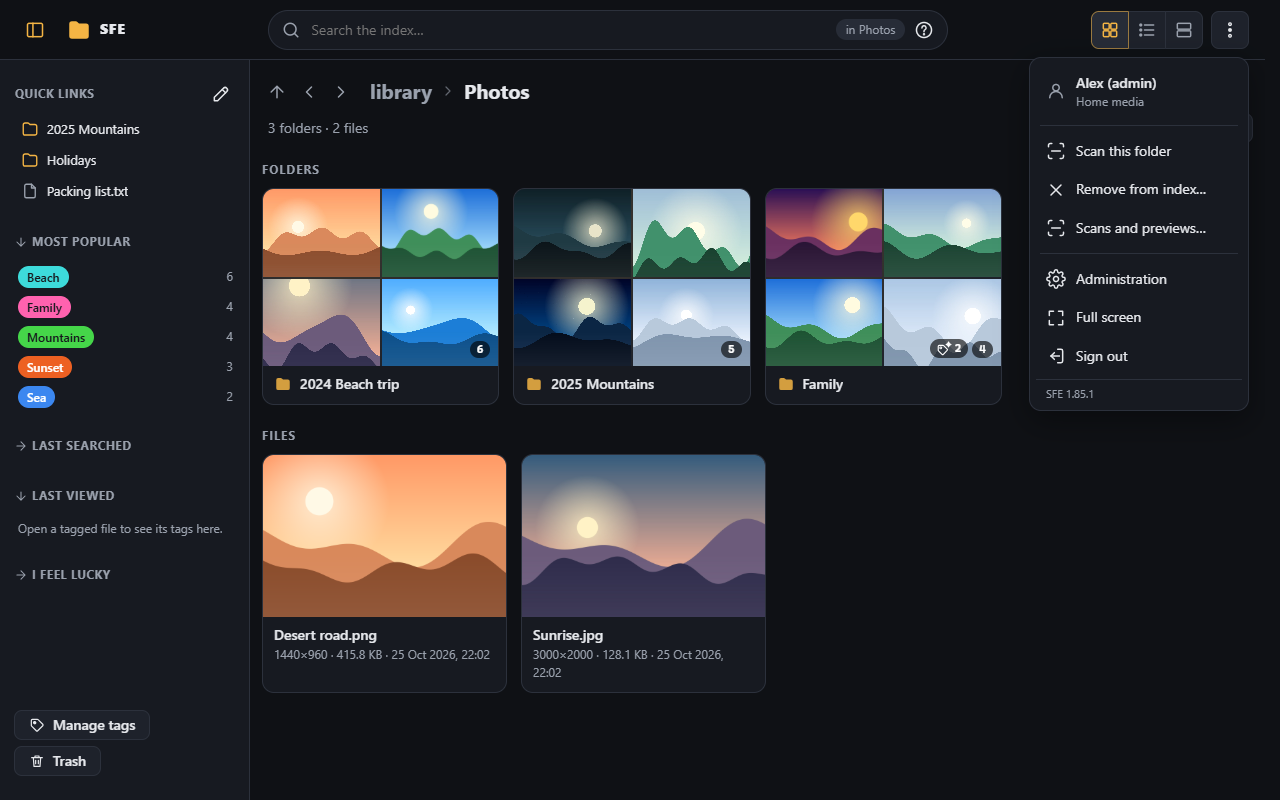 SFE
Search the index...
in Photos
QUICK LINKS
2025 Mountains
Holidays
Packing list.txt
MOST POPULAR
Beach 6
Family 4
Mountains 4
Sunset 3
Sea 2
LAST SEARCHED
LAST VIEWED
Open a tagged file to see its tags here.
I FEEL LUCKY
Manage tags
Trash
library Photos
3 folders · 2 files
FOLDERS
6
2024 Beach trip
5
2025 Mountains
2 4
Family
FILES
Desert road.png
1440×960 · 415.8 KB · 25 Oct 2026, 22:02
Sunrise.jpg
3000×2000 · 128.1 KB · 25 Oct 2026,
22:02
Alex (admin)
Home media
Scan this folder
Remove from index...
Scans and previews...
Administration
Full screen
Sign out
SFE 1.85.1